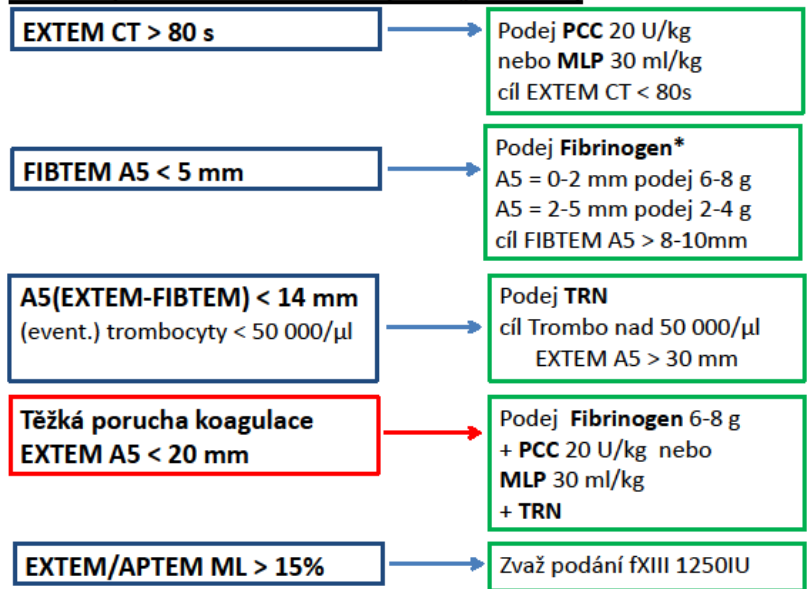 EXTEM CT > 80 s
Podej PCC 20 U/kg
nebo MLP 30 ml/kg
cíl EXTEM CT < 80s
FIBTEM A5 < 5 mm
Podej Fibrinogen*
A5 = 0-2 mm podej 6-8 g
A5 = 2-5 mm podej 2-4 g
cíl FIBTEM A5 > 8-10mm
A5(EXTEM-FIBTEM) < 14 mm
(event.) trombocyty < 50 000/µl
Podej TRN
cíl Trombo nad 50 000/µl
EXTEM A5 > 30 mm
Těžká porucha koagulace
EXTEM A5 < 20 mm
Podej Fibrinogen 6-8 g
+ PCC 20 U/kg nebo
MLP 30 ml/kg
+ TRN
EXTEM/APTEM ML > 15%
Zvaž podání fXIII 1250IU